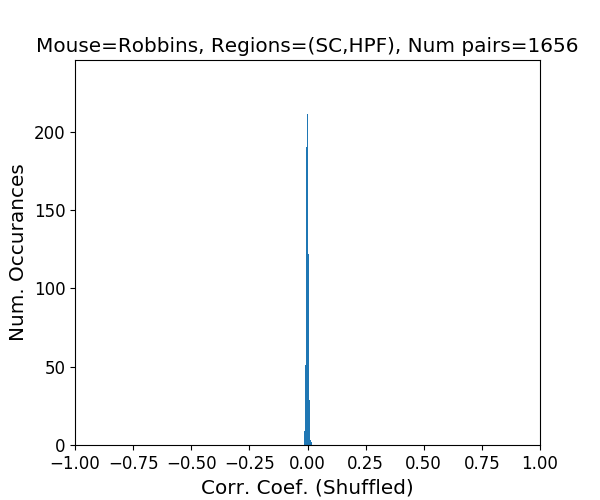 Mouse=Robbins, Regions=(SC,HPF), Num pairs=1656
Num. Occurances
200
150
100
50
0
−1.00 −0.75 −0.50 −0.25 0.00 0.25 0.50 0.75 1.00
Corr. Coef. (Shuffled)